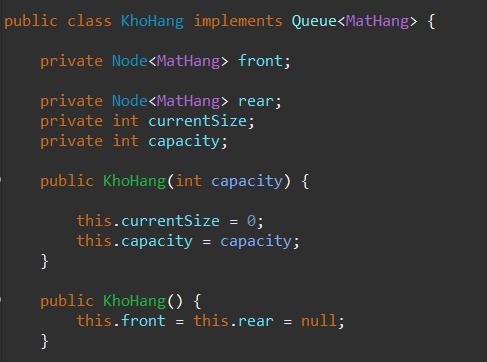 public class KhoHang implements Queue<MatHang> {
private Node<MatHang> front;
private Node<MatHang> rear;
private int currentSize;
private int capacity;
public KhoHang(int capacity) {
this.currentSize = 0;
this.capacity = capacity;
}
public KhoHang() {
this.front = this.rear = null;
}